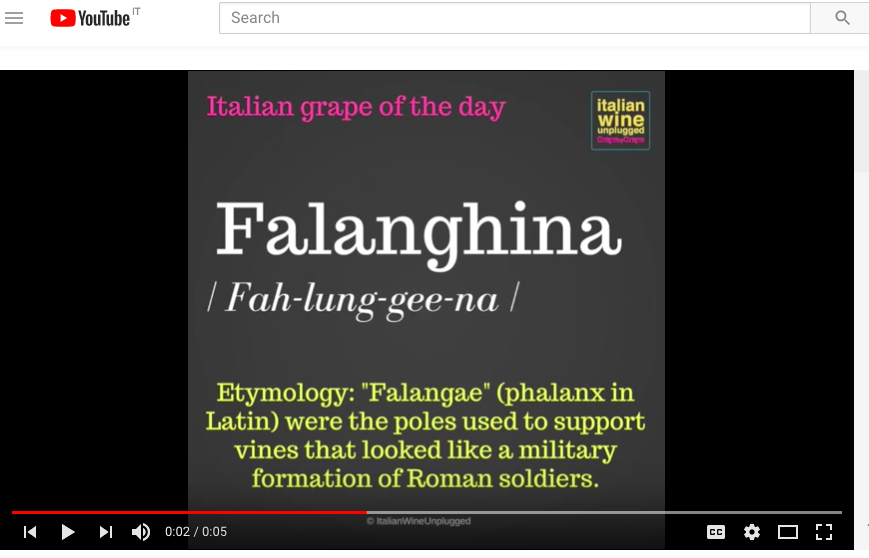 YouTube IT
Search
Italian grape of the day
italian
wine
unplugged
Grape by Grape
Falanghina
/ Fah-lung-gee-na /
Etymology: "Falangae" (phalanx in
Latin) were the poles used to support
vines that looked like a military
formation of Roman soldiers.
© ItalianWineUnplugged
0:02 / 0:05
CC